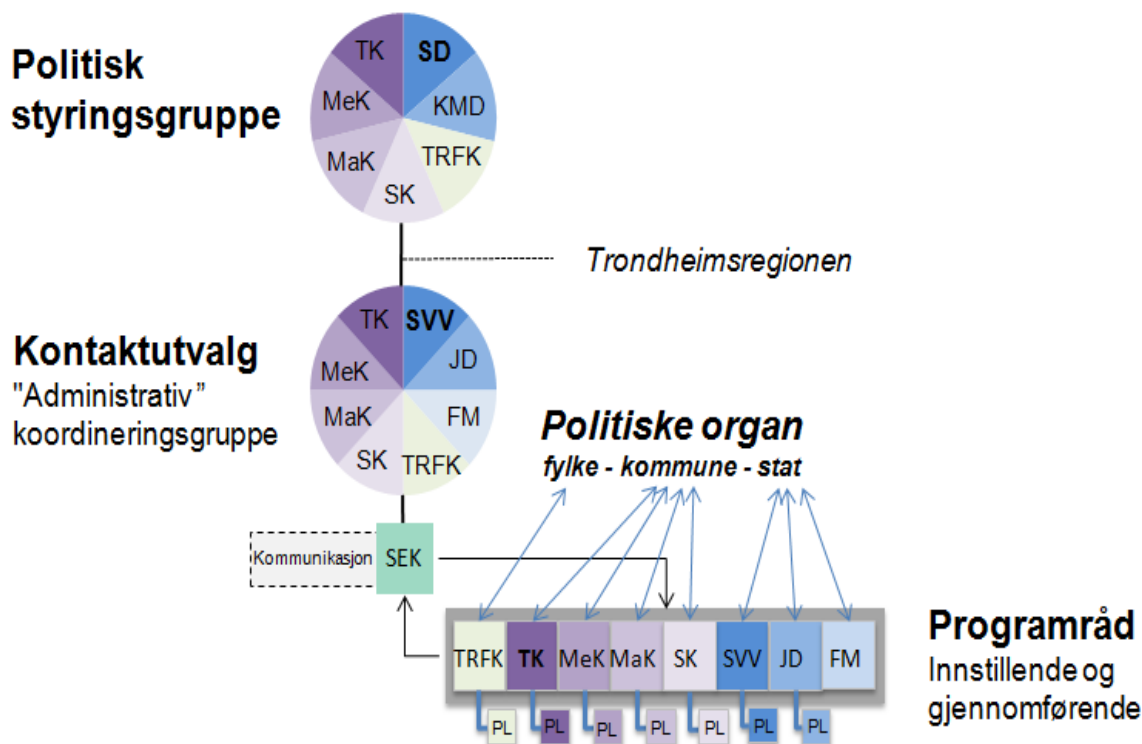 Politisk
styringsgruppe
TK
SD
MeK
KMD
MaK
TRFK
SK
Trondheimsregionen
Kontaktutvalg
"Administrativ”
koordineringsgruppe
TK
SVV
MeK
JD
MaK
FM
SK
TRFK
Politiske organ
fylke - kommune - stat
Kommunikasjon
SEK
TRFK
TK
MeK
MaK
SK
SVV
JD
FM
PL
PL
PL
PL
PL
PL
PL
Programråd
Innstillende og
gjennomførende